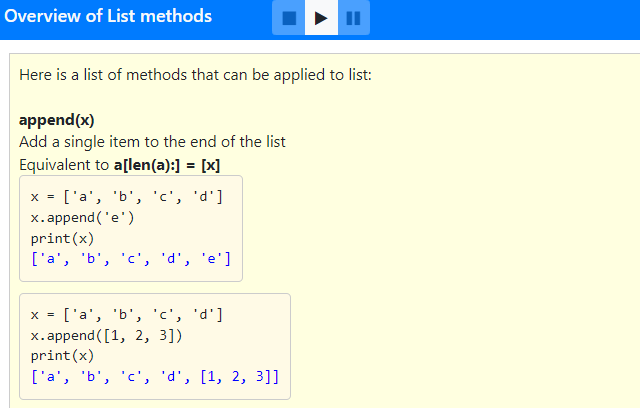 Overview of List methods
Here is a list of methods that can be applied to list:
append(x)
Add a single item to the end of the list
Equivalent to a[len(a):] = [x]
x = ['a', 'b', 'c', 'd']
x.append('e')
print(x)
['a', 'b', 'c', 'd', 'e']
x = ['a', 'b', 'c', 'd']
x.append([1, 2, 3])
print(x)
['a', 'b', 'c', 'd', [1, 2, 3]]